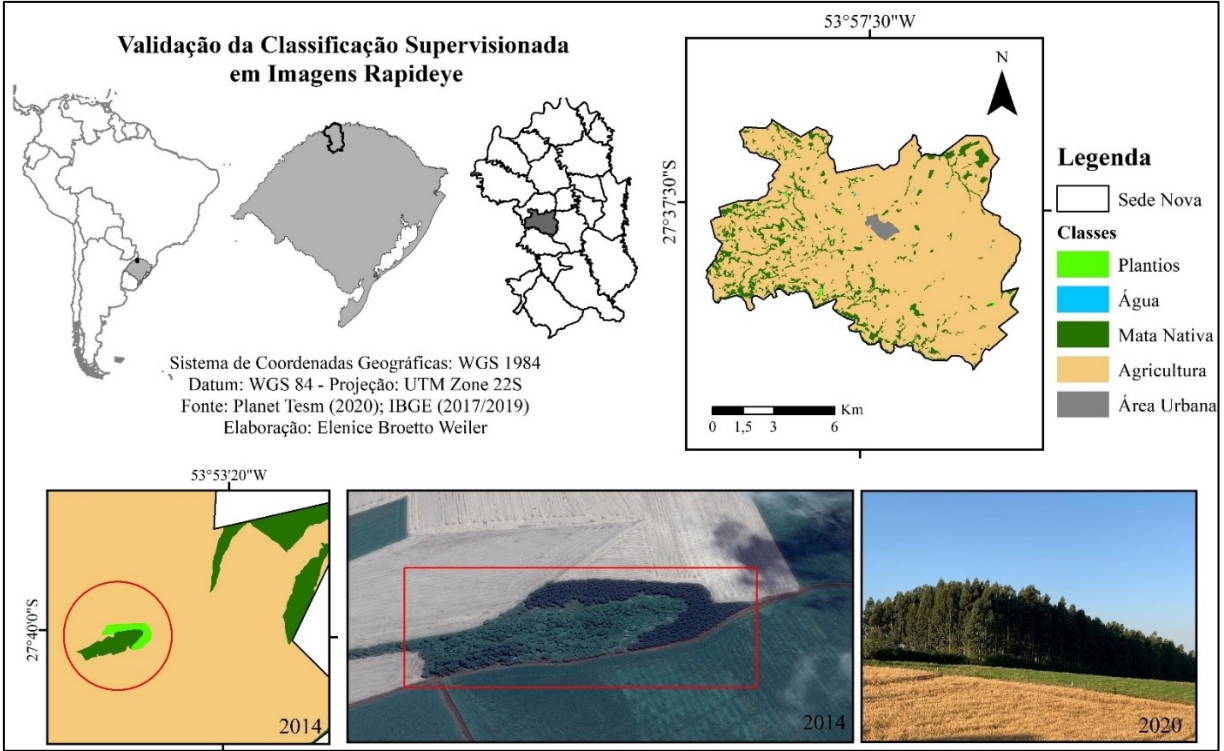 Validação da Classificação Supervisionada
em Imagens Rapideye
Sistema de Coordenadas Geográficas: WGS 1984
Datum: WGS 84 - Projeção: UTM Zone 22S
Fonte: Planet Tesm (2020); IBGE (2017/2019)
Elaboração: Elenice Broetto Weiler
53°57'30"W
27°37'30"S
N
Km
0 1,5 3 6
Legenda
Sede Nova
Classes
Plantios
Água
Mata Nativa
Agricultura
Área Urbana
53°53'20"W
27°40'0"S
2014
2014
2020